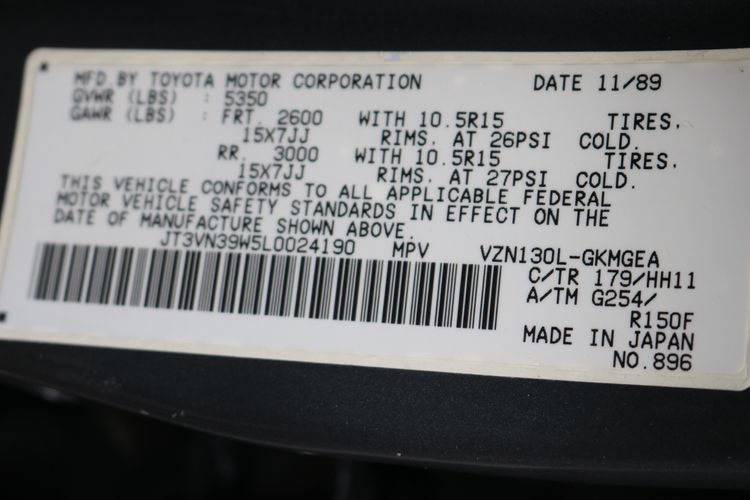 MFD BY TOYOTA MOTOR CORPORATION DATE 11/89
GVWR (LBS) : 5350
GAWR (LBS) : FRT. 2600 WITH 10.5R15 TIRES,
15X7JJ RIMS. AT 26PSI COLD.
RR. 3000 WITH 10.5R15 TIRES,
15X7JJ RIMS. AT 27PSI COLD.
THIS VEHICLE CONFORMS TO ALL APPLICABLE FEDERAL
MOTOR VEHICLE SAFETY STANDARDS IN EFFECT ON THE
DATE OF MANUFACTURE SHOWN ABOVE.
JT3VN39W5L0024190 MPV VZN130L-GKMGEA
C/TR 179/HH11
A/TM G254/
R150F
MADE IN JAPAN
NO.896